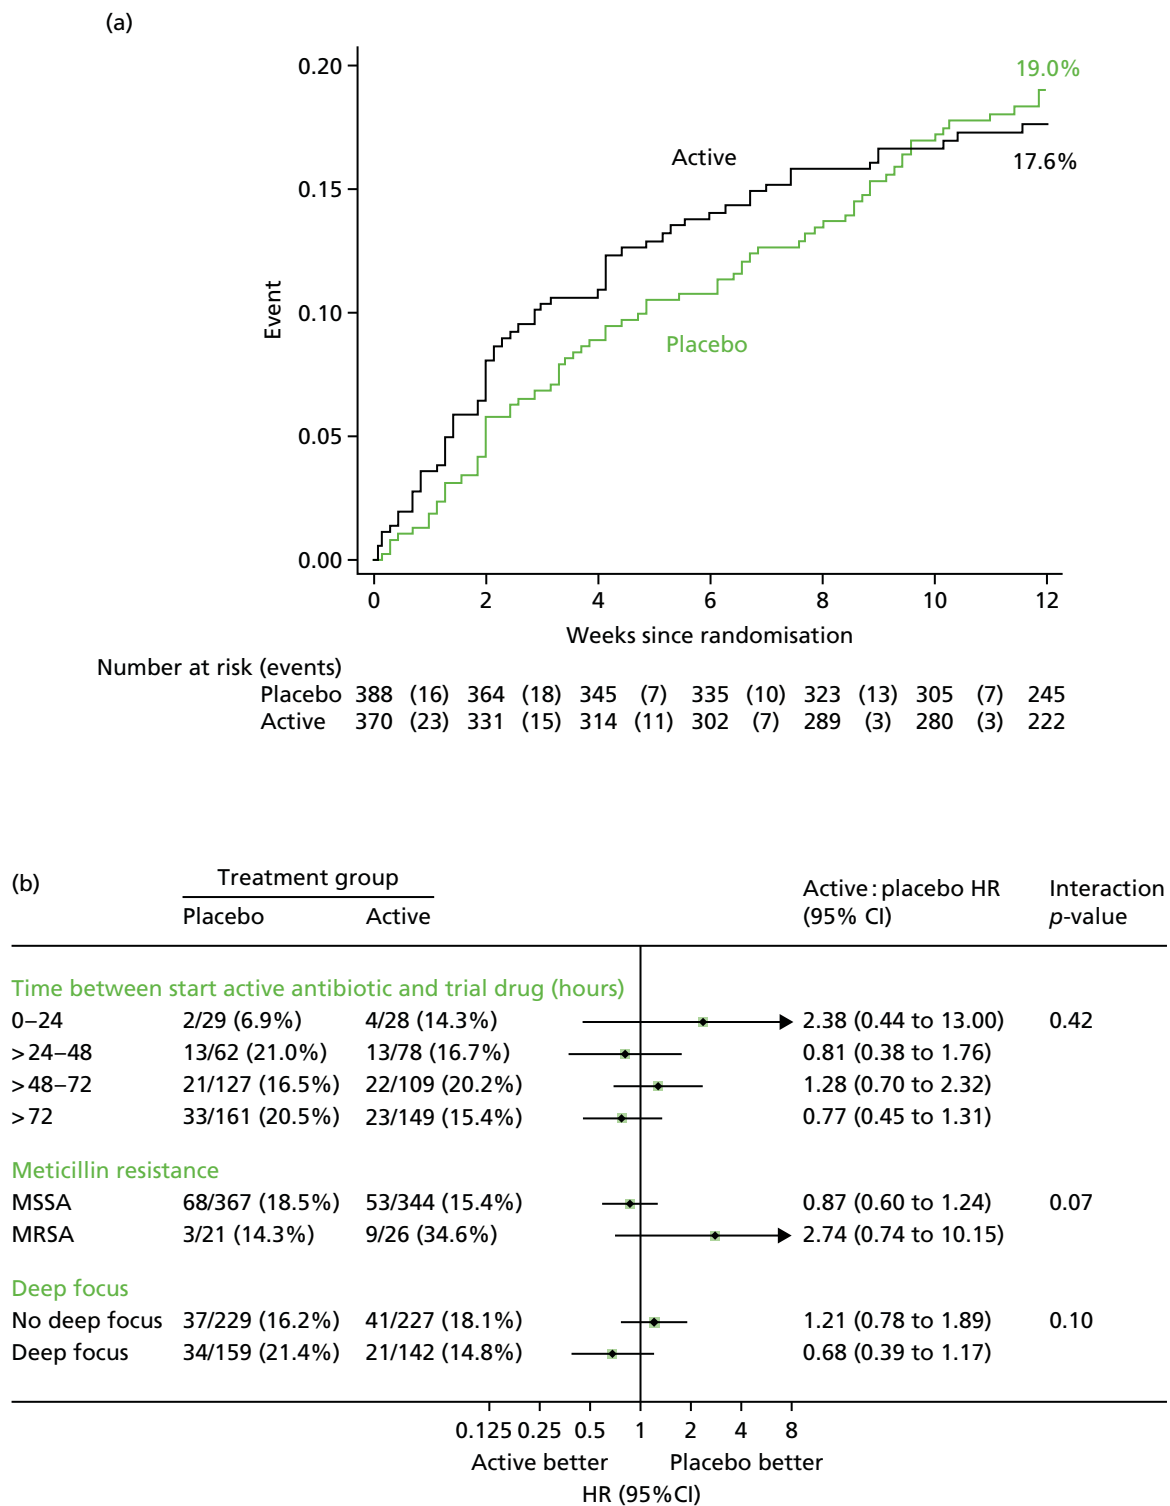 (a)
0.20
0.15
0.10
0.05
0.00
Event
Active
Placebo
19.0%
17.6%
0 2 4 6 8 10 12
Weeks since randomisation
Number at risk (events)
Placebo 388 (16) 364 (18) 345 (7) 335 (10) 323 (13) 305 (7) 245
Active 370 (23) 331 (15) 314 (11) 302 (7) 289 (3) 280 (3) 222
(b) Treatment group Active : placebo HR Interaction
Placebo Active (95% CI) p-value
Time between start active antibiotic and trial drug (hours)
0–24 2/29 (6.9%) 4/28 (14.3%) 2.38 (0.44 to 13.00) 0.42
>24–48 13/62 (21.0%) 13/78 (16.7%) 0.81 (0.38 to 1.76)
>48–72 21/127 (16.5%) 22/109 (20.2%) 1.28 (0.70 to 2.32)
>72 33/161 (20.5%) 23/149 (15.4%) 0.77 (0.45 to 1.31)
Meticillin resistance
MSSA 68/367 (18.5%) 53/344 (15.4%) 0.87 (0.60 to 1.24) 0.07
MRSA 3/21 (14.3%) 9/26 (34.6%) 2.74 (0.74 to 10.15)
Deep focus
No deep focus 37/229 (16.2%) 41/227 (18.1%) 1.21 (0.78 to 1.89) 0.10
Deep focus 34/159 (21.4%) 21/142 (14.8%) 0.68 (0.39 to 1.17)
0.125 0.25 0.5 1 2 4 8
Active better Placebo better
HR (95%CI)